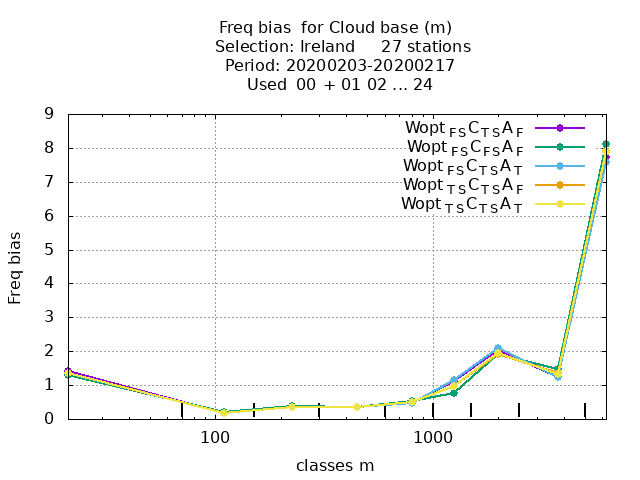 Freq bias  for Cloud base (m)
Selection: Ireland     27 stations
Period: 20200203-20200217
Used  00 + 01 02 ... 24
9
8
7
6
5
4
3
2
1
0
Freq bias
Wopt FS C TS A F
Wopt FS C FS A F
Wopt FS C TS A T
Wopt TS C TS A F
Wopt TS C TS A T
100
1000
classes m